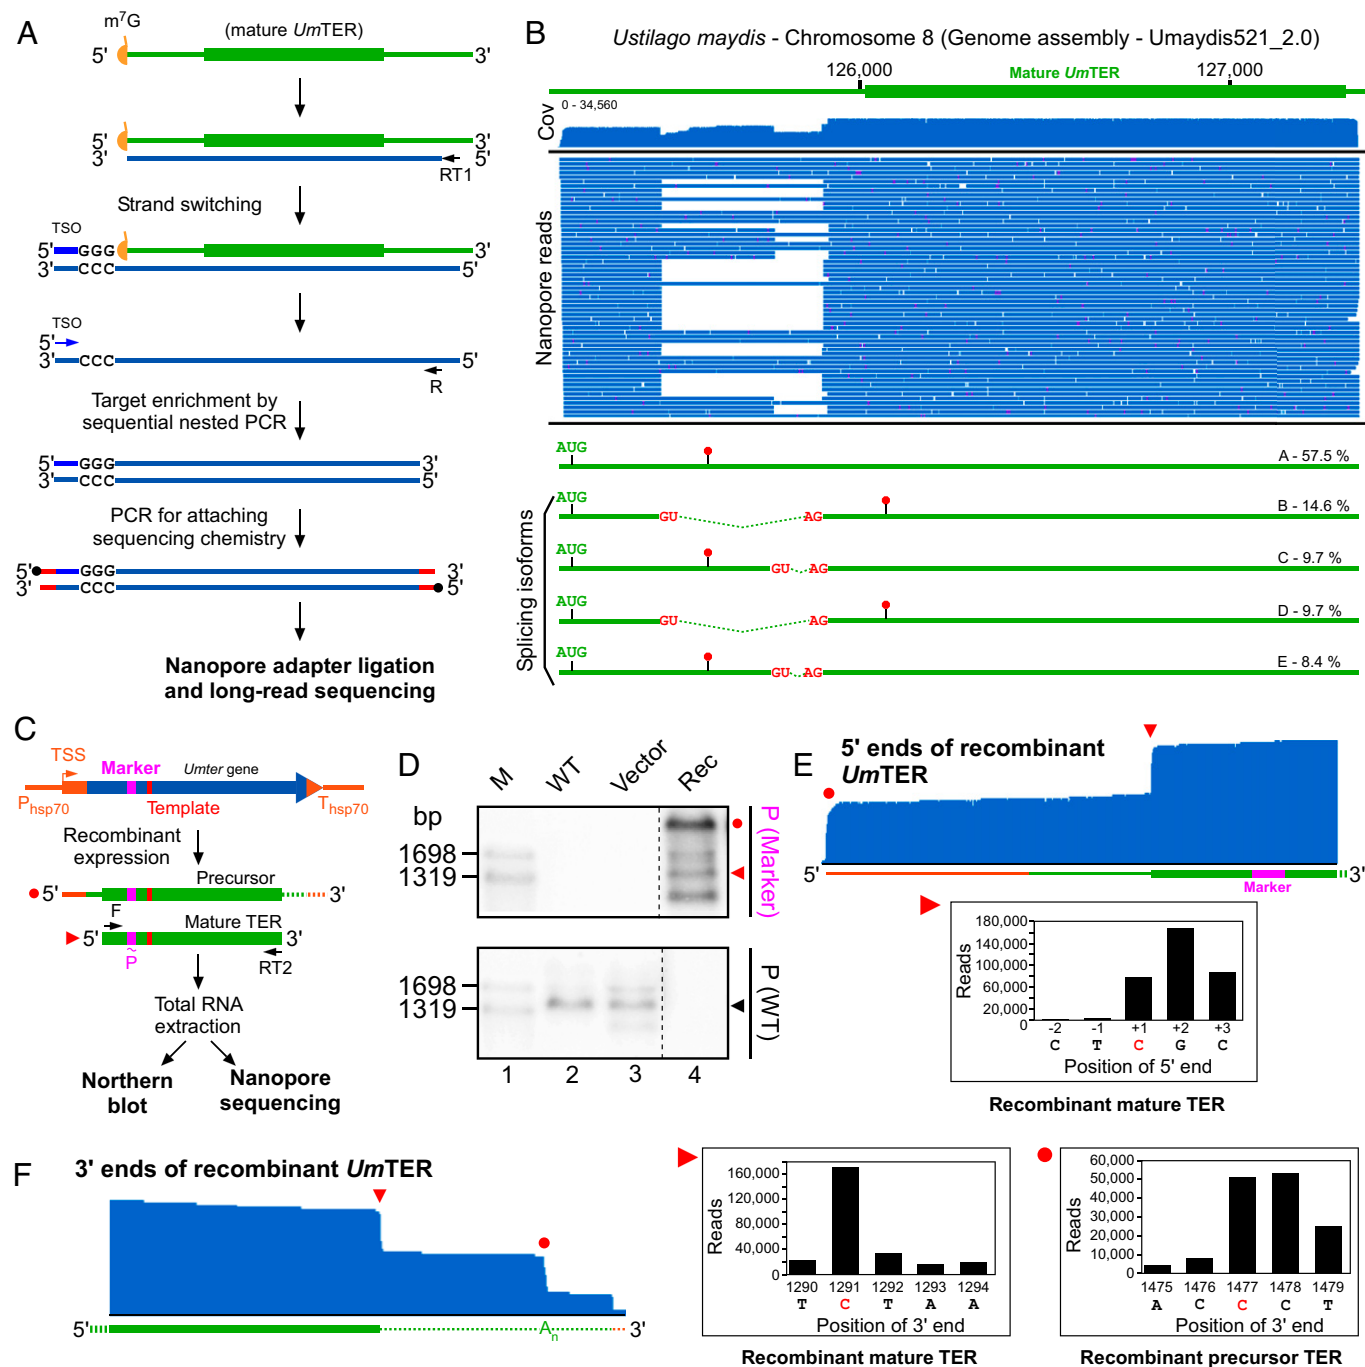 A
m⁷G
(mature UmTER)
5' 3'
5' 3'
3' 5'
RT1
Strand switching
TSO
5' GGG 3'
3' CCC 5'
TSO
5'
3' CCC 5'
R
Target enrichment by
sequential nested PCR
5' GGG 3'
3' CCC 5'
PCR for attaching
sequencing chemistry
5' GGG 3'
3' CCC 5'
Nanopore adapter ligation
and long-read sequencing
B
Ustilago maydis - Chromosome 8 (Genome assembly - Umaydis521_2.0)
126,000 Mature UmTER 127,000
Cov
0 - 34,560
Nanopore reads
AUG A - 57.5 %
Splicing isoforms
AUG GU AG B - 14.6 %
AUG GU AG C - 9.7 %
AUG GU AG D - 9.7 %
AUG GU AG E - 8.4 %
C
TSS
Marker Umter gene
P hsp70 Template T hsp70
Recombinant
expression
Precursor
5' 3'
F Mature TER
5' 3'
P RT2
Total RNA
extraction
Northern
blot
Nanopore
sequencing
D
M WT Vector Rec
bp
1698
1319
P (Marker)
1698
1319
P (WT)
1 2 3 4
E
5' ends of recombinant
UmTER
5' 3'
Marker
180,000
140,000
100,000
60,000
20,000
0
Reads
-2 -1 +1 +2 +3
C T C G C
Position of 5' end
Recombinant mature TER
F
3' ends of recombinant UmTER
5' An 3'
160,000
120,000
80,000
40,000
0
Reads
1290 1291 1292 1293 1294
T C T A A
Position of 3' end
Recombinant mature TER
60,000
50,000
40,000
30,000
20,000
10,000
0
Reads
1475 1476 1477 1478 1479
A C C C T
Position of 3' end
Recombinant precursor TER